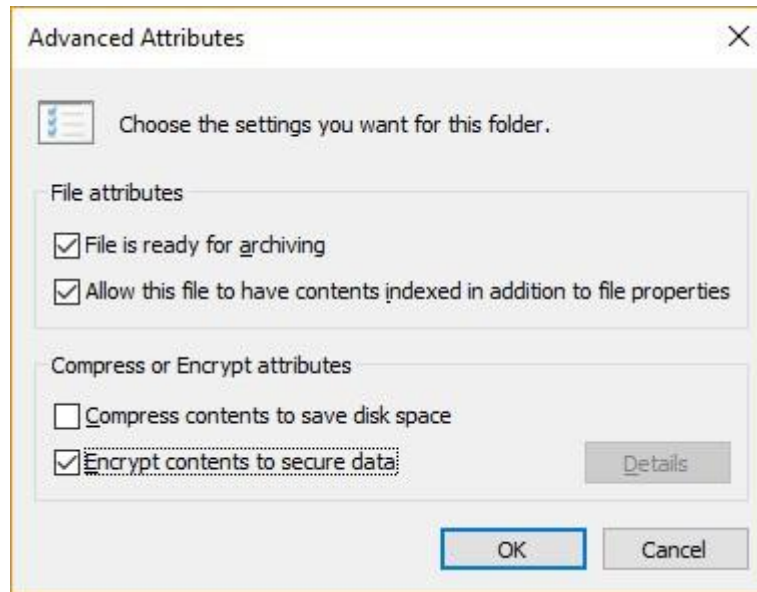 Advanced Attributes
Choose the settings you want for this folder.
File attributes
File is ready for archiving
Allow this file to have contents indexed in addition to file properties
Compress or Encrypt attributes
Compress contents to save disk space
Encrypt contents to secure data
Details
OK Cancel